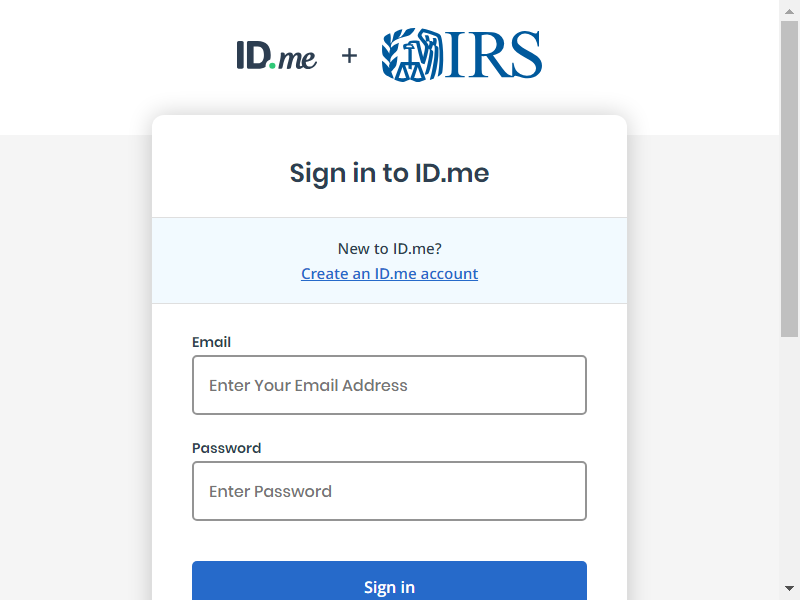 ID.me + IRS
Sign in to ID.me
New to ID.me?
Create an ID.me account
Email
Enter Your Email Address
Password
Enter Password
Sign in